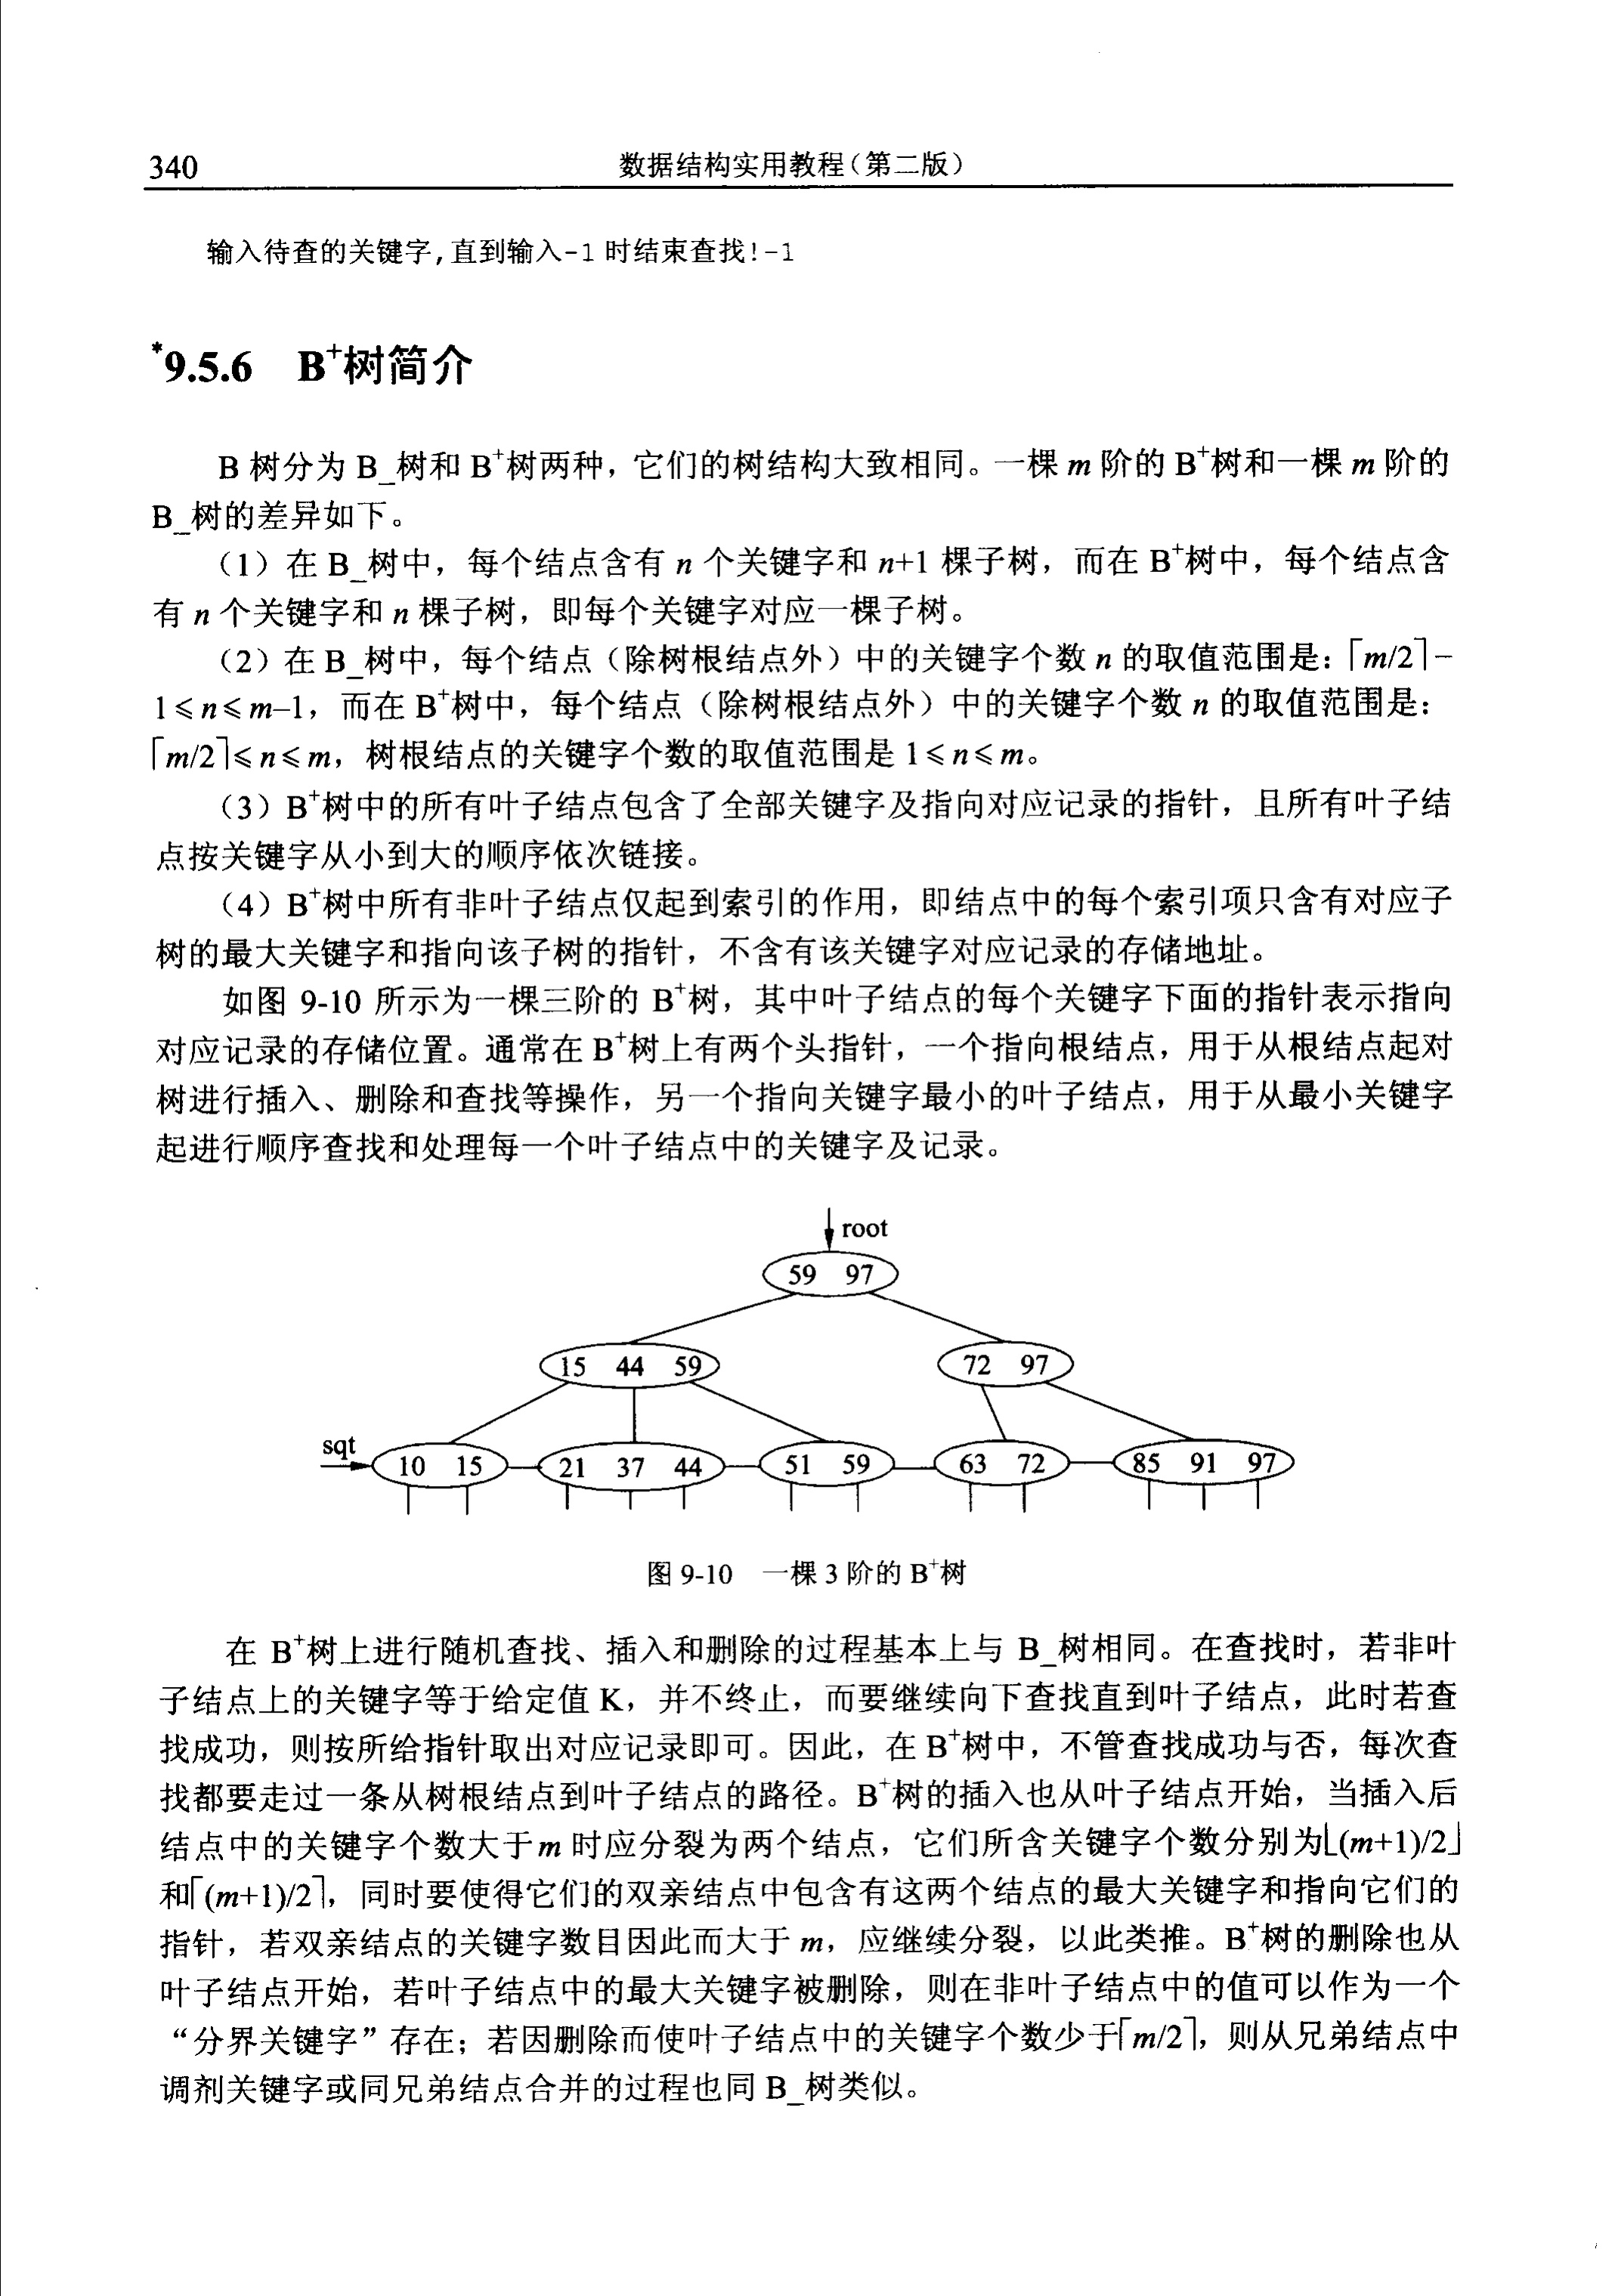 340
数据结构实用教程(第二版)
输入待查的关键字,直到输入-1 时结束查找!-1
*9.5.6 B⁺树简介
B 树分为 B_树和 B⁺树两种，它们的树结构大致相同。一棵 m 阶的 B⁺树和一棵 m 阶的
B_树的差异如下。
（1）在 B_树中，每个结点含有 n 个关键字和 n+1 棵子树，而在 B⁺树中，每个结点含
有 n 个关键字和 n 棵子树，即每个关键字对应一棵子树。
（2）在 B_树中，每个结点（除树根结点外）中的关键字个数 n 的取值范围是：⌈m/2⌉-
1≤n≤m-1，而在 B⁺树中，每个结点（除树根结点外）中的关键字个数 n 的取值范围是：
⌈m/2⌉≤n≤m，树根结点的关键字个数的取值范围是 1≤n≤m。
（3）B⁺树中的所有叶子结点包含了全部关键字及指向对应记录的指针，且所有叶子结
点按关键字从小到大的顺序依次链接。
（4）B⁺树中所有非叶子结点仅起到索引的作用，即结点中的每个索引项只含有对应子
树的最大关键字和指向该子树的指针，不含有该关键字对应记录的存储地址。
如图 9-10 所示为一棵三阶的 B⁺树，其中叶子结点的每个关键字下面的指针表示指向
对应记录的存储位置。通常在 B⁺树上有两个头指针，一个指向根结点，用于从根结点起对
树进行插入、删除和查找等操作，另一个指向关键字最小的叶子结点，用于从最小关键字
起进行顺序查找和处理每一个叶子结点中的关键字及记录。
root
59 97
15 44 59 72 97
sqt
10 15 21 37 44 51 59 63 72 85 91 97
图 9-10 一棵 3 阶的 B⁺树
在 B⁺树上进行随机查找、插入和删除的过程基本上与 B_树相同。在查找时，若非叶
子结点上的关键字等于给定值 K，并不终止，而要继续向下查找直到叶子结点，此时若查
找成功，则按所给指针取出对应记录即可。因此，在 B⁺树中，不管查找成功与否，每次查
找都要走过一条从树根结点到叶子结点的路径。B⁺树的插入也从叶子结点开始，当插入后
结点中的关键字个数大于 m 时应分裂为两个结点，它们所含关键字个数分别为⌊(m+1)/2⌋
和⌈(m+1)/2⌉，同时要使得它们的双亲结点中包含有这两个结点的最大关键字和指向它们的
指针，若双亲结点的关键字数目因此而大于 m，应继续分裂，以此类推。B⁺树的删除也从
叶子结点开始，若叶子结点中的最大关键字被删除，则在非叶子结点中的值可以作为一个
“分界关键字”存在；若因删除而使叶子结点中的关键字个数少于⌈m/2⌉，则从兄弟结点中
调剂关键字或同兄弟结点合并的过程也同 B_树类似。